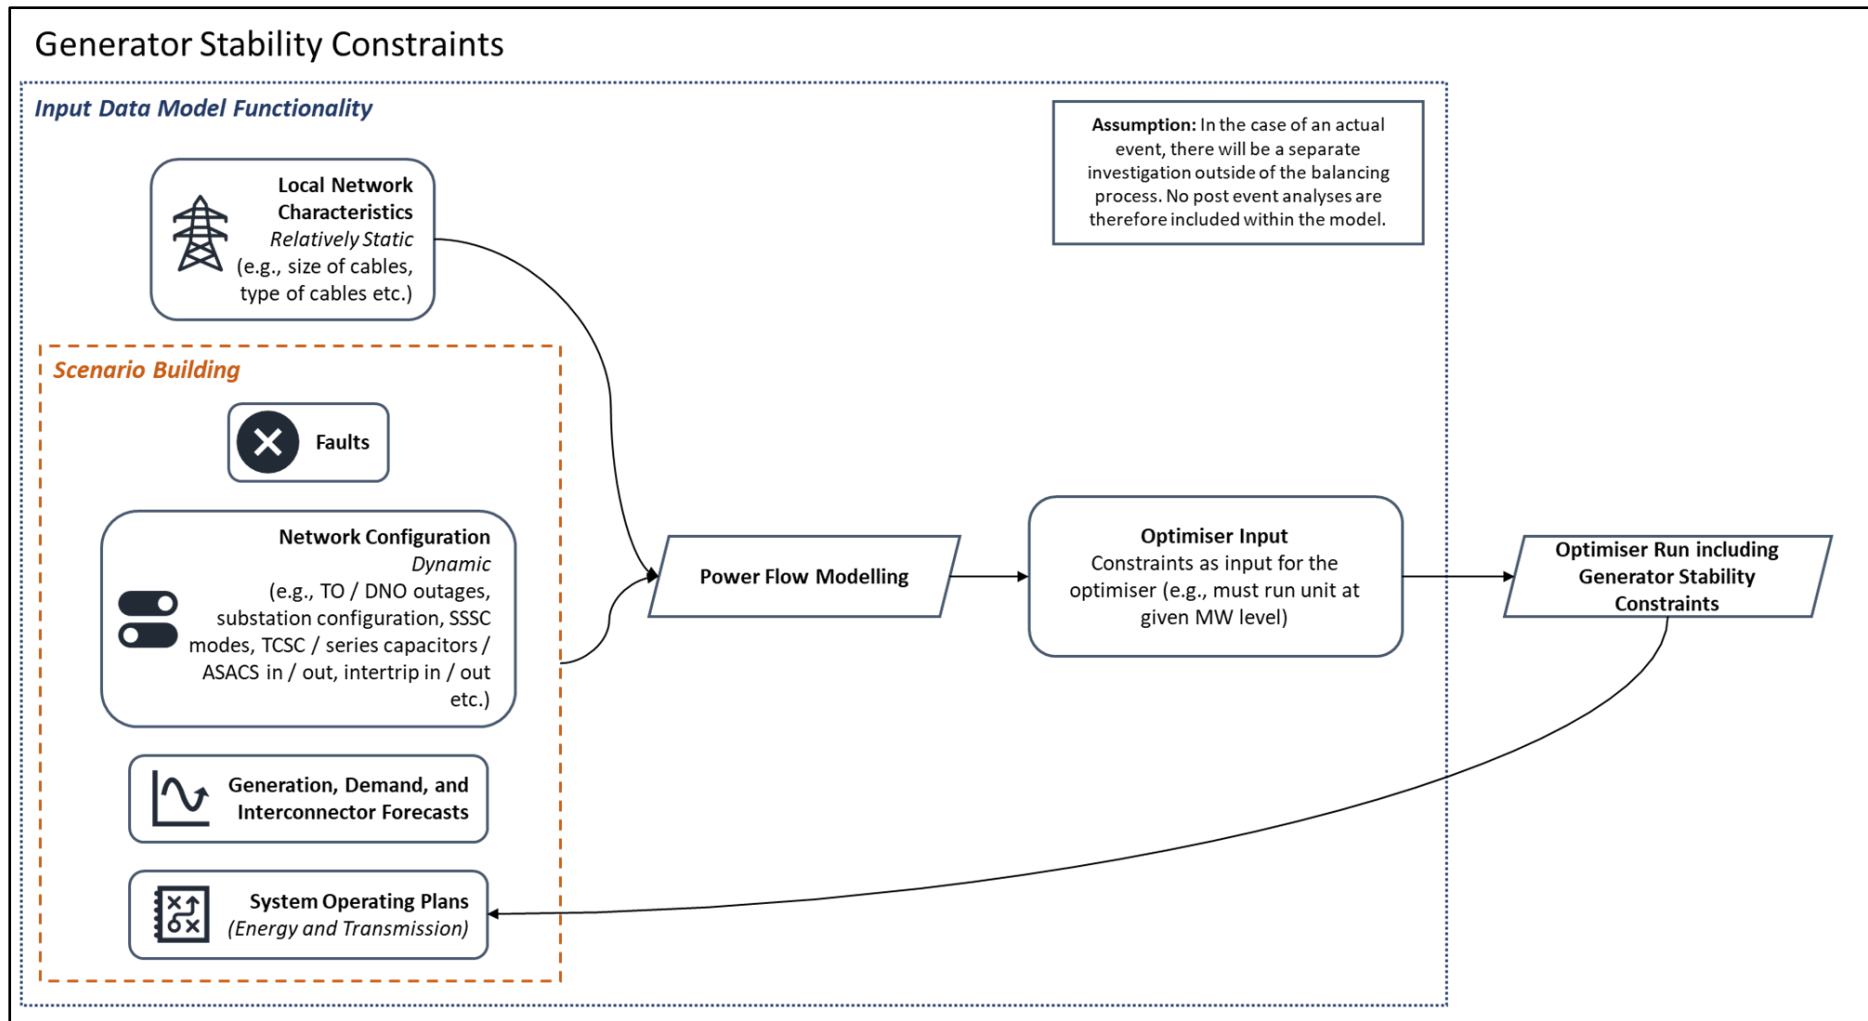 Generator Stability Constraints
Input Data Model Functionality
Assumption: In the case of an actual
event, there will be a separate
investigation outside of the balancing
process. No post event analyses are
therefore included within the model.
Local Network
Characteristics
Relatively Static
(e.g., size of cables,
type of cables etc.)
Scenario Building
Faults
Network Configuration
Dynamic
(e.g., TO / DNO outages,
substation configuration, SSSC
modes, TCSC / series capacitors /
ASACS in / out, intertrip in / out
etc.)
Generation, Demand, and
Interconnector Forecasts
System Operating Plans
(Energy and Transmission)
Power Flow Modelling
Optimiser Input
Constraints as input for the
optimiser (e.g., must run unit at
given MW level)
Optimiser Run including
Generator Stability
Constraints